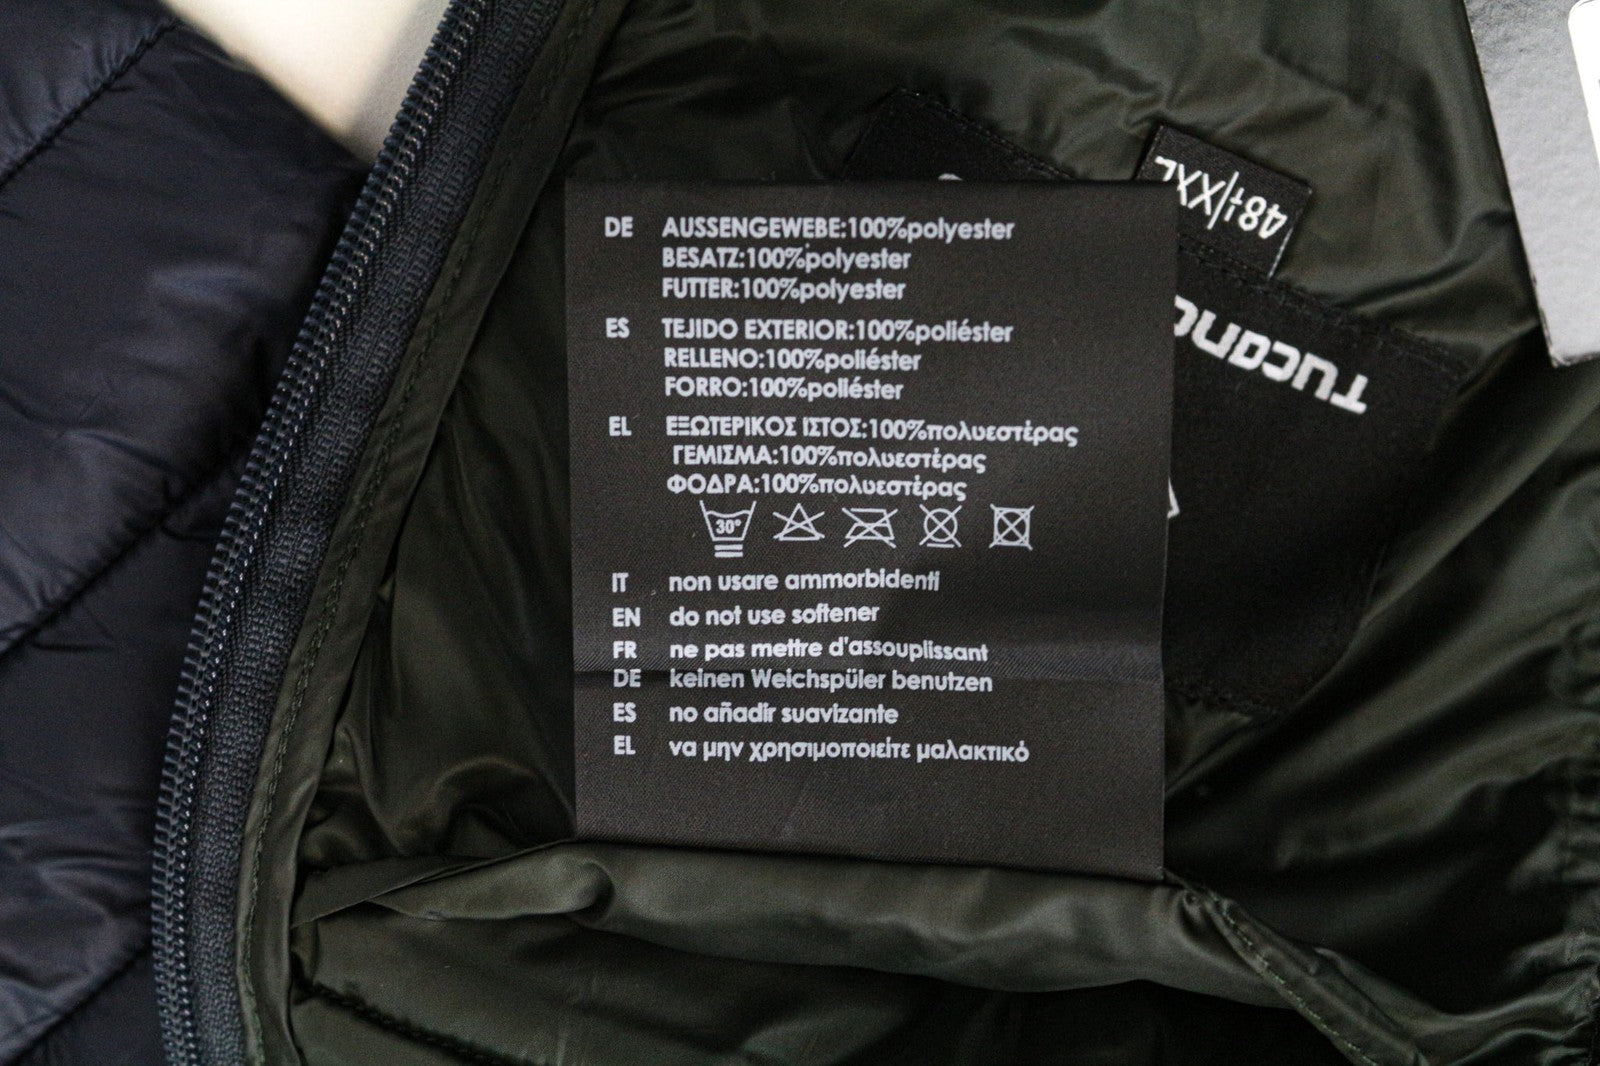 DE AUSSENGEWEBE:100%polyester
BESATZ:100%polyester
FUTTER:100%polyester
ES TEJIDO EXTERIOR:100%poliéster
RELLENO:100%poliéster
FORRO:100%poliéster
EL ΕΞΩΤΕΡΙΚΟΣ ΙΣΤΟΣ:100%πολυεστέρας
ΓΕΜΙΣΜΑ:100%πολυεστέρας
ΦΟΔΡΑ:100%πολυεστέρας
30°
IT non usare ammorbidenti
EN do not use softener
FR ne pas mettre d'assouplissant
DE keinen Weichspüler benutzen
ES no añadir suavizante
EL να μην χρησιμοποιείτε μαλακτικό
48½/XXL